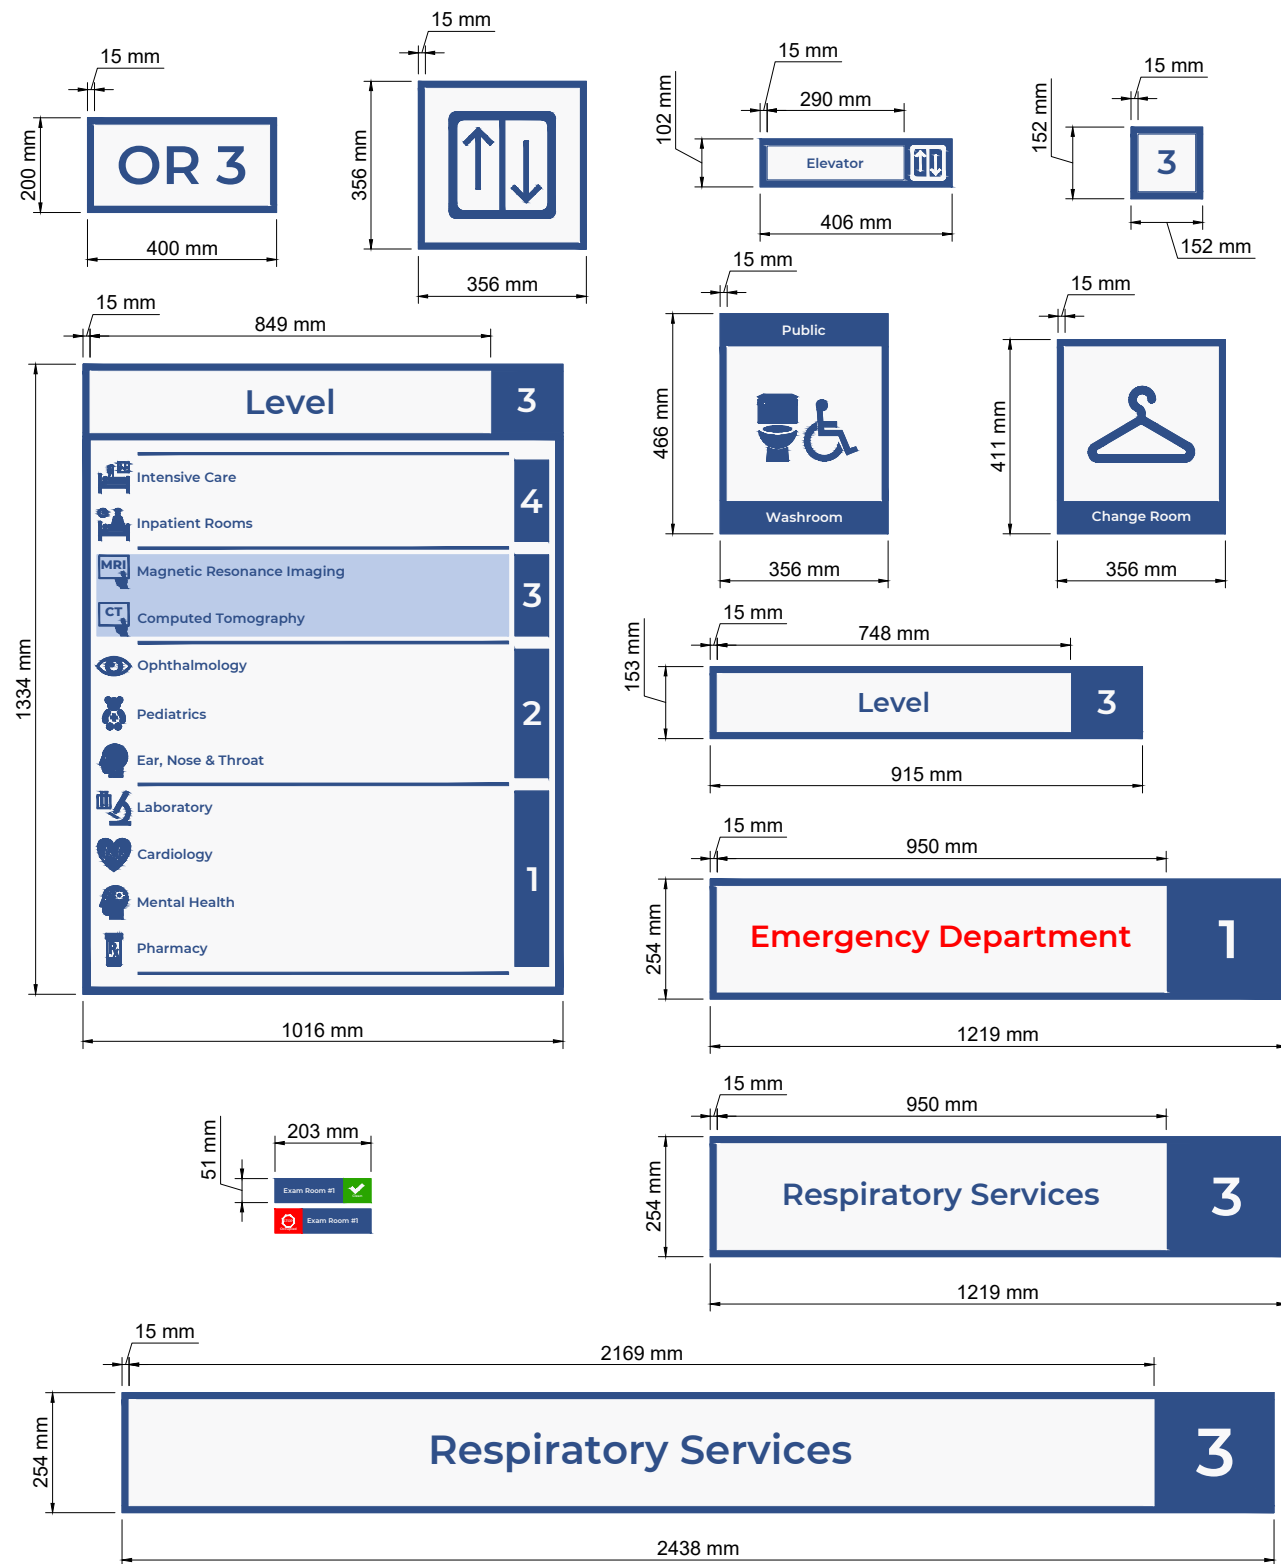 15 mm
200 mm
OR 3
400 mm
15 mm
356 mm
356 mm
15 mm
290 mm
102 mm
Elevator
406 mm
15 mm
152 mm
3
152 mm
15 mm
849 mm
Level
3
Intensive Care
Inpatient Rooms
4
MRI
Magnetic Resonance Imaging
CT
Computed Tomography
3
Ophthalmology
Pediatrics
Ear, Nose & Throat
2
Laboratory
Cardiology
Mental Health
Pharmacy
1
1334 mm
1016 mm
15 mm
Public
466 mm
Washroom
356 mm
15 mm
411 mm
Change Room
356 mm
15 mm
748 mm
153 mm
Level
3
915 mm
15 mm
950 mm
254 mm
Emergency Department
1
1219 mm
203 mm
51 mm
Exam Room #1
Exam Room #1
15 mm
950 mm
254 mm
Respiratory Services
3
1219 mm
15 mm
2169 mm
254 mm
Respiratory Services
3
2438 mm